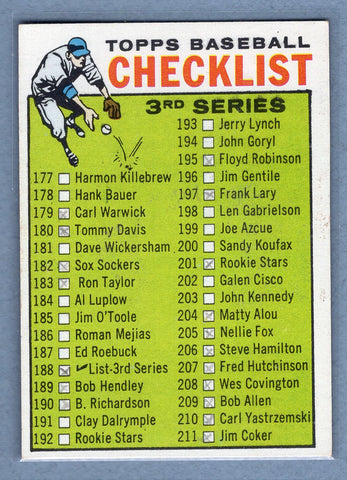 TOPPS BASEBALL
CHECKLIST
3RD SERIES
177 Harmon Killebrew
178 Hank Bauer
179 Carl Warwick
180 Tommy Davis
181 Dave Wickersham
182 Sox Sockers
183 Ron Taylor
184 Al Luplow
185 Jim O'Toole
186 Roman Mejias
187 Ed Roebuck
188 List-3rd Series
189 Bob Hendley
190 B. Richardson
191 Clay Dalrymple
192 Rookie Stars
193 Jerry Lynch
194 John Goryl
195 Floyd Robinson
196 Jim Gentile
197 Frank Lary
198 Len Gabrielson
199 Joe Azcue
200 Sandy Koufax
201 Rookie Stars
202 Galen Cisco
203 John Kennedy
204 Matty Alou
205 Nellie Fox
206 Steve Hamilton
207 Fred Hutchinson
208 Wes Covington
209 Bob Allen
210 Carl Yastrzemski
211 Jim Coker